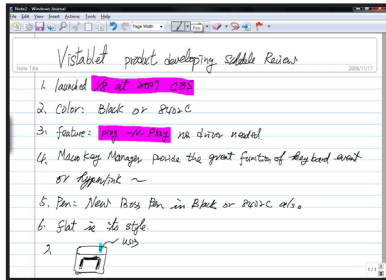 Note2 - Windows Journal
File Edit View Insert Actions Tools Help
Page Width
Note Title
2006/11/17
Vistablet product developing schedule Review
1. launched 1/8 at 2007 CES
2. Color: Black or 8402C
3. feature: plug-N-Play no driver needed.
4. Macro Key Manager provide the great function of keyboard event
or hyperlink ~
5. Pen: New Boss Pen in Black or 8402C also.
6. flat in its style.
USB